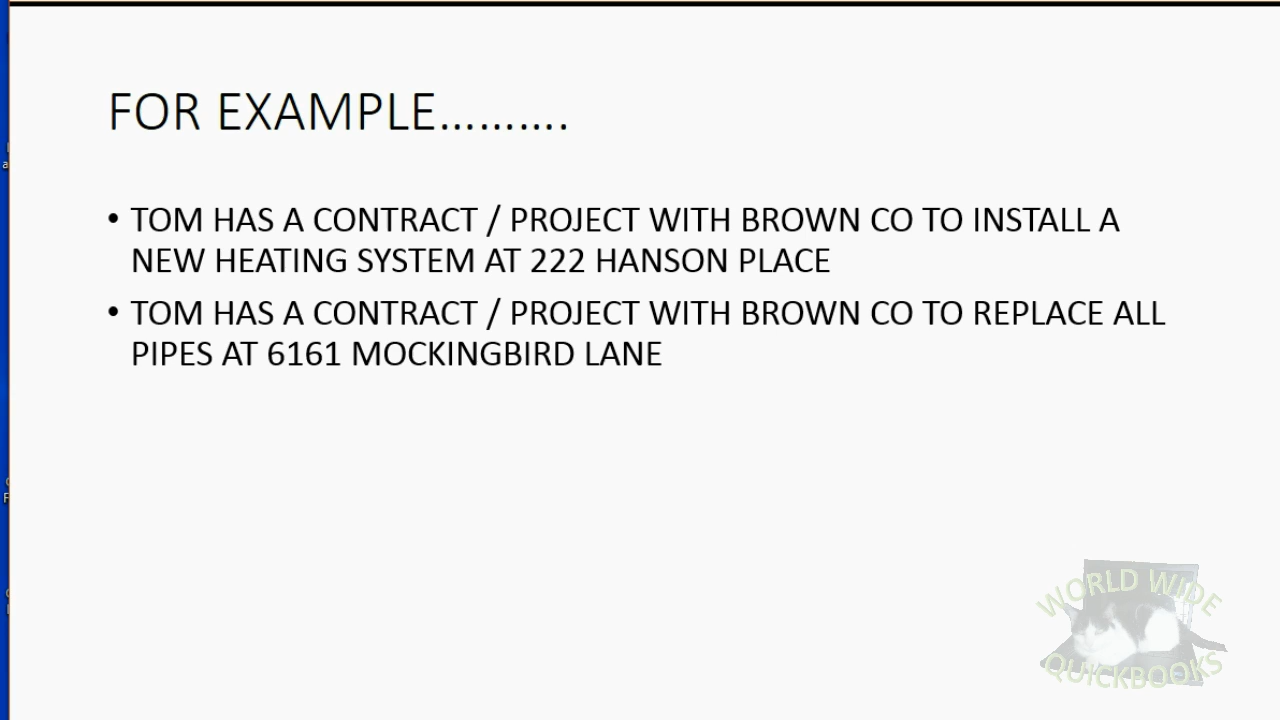 FOR EXAMPLE..........
• TOM HAS A CONTRACT / PROJECT WITH BROWN CO TO INSTALL A
NEW HEATING SYSTEM AT 222 HANSON PLACE
• TOM HAS A CONTRACT / PROJECT WITH BROWN CO TO REPLACE ALL
PIPES AT 6161 MOCKINGBIRD LANE
WORLD WIDE
QUICKBOOKS